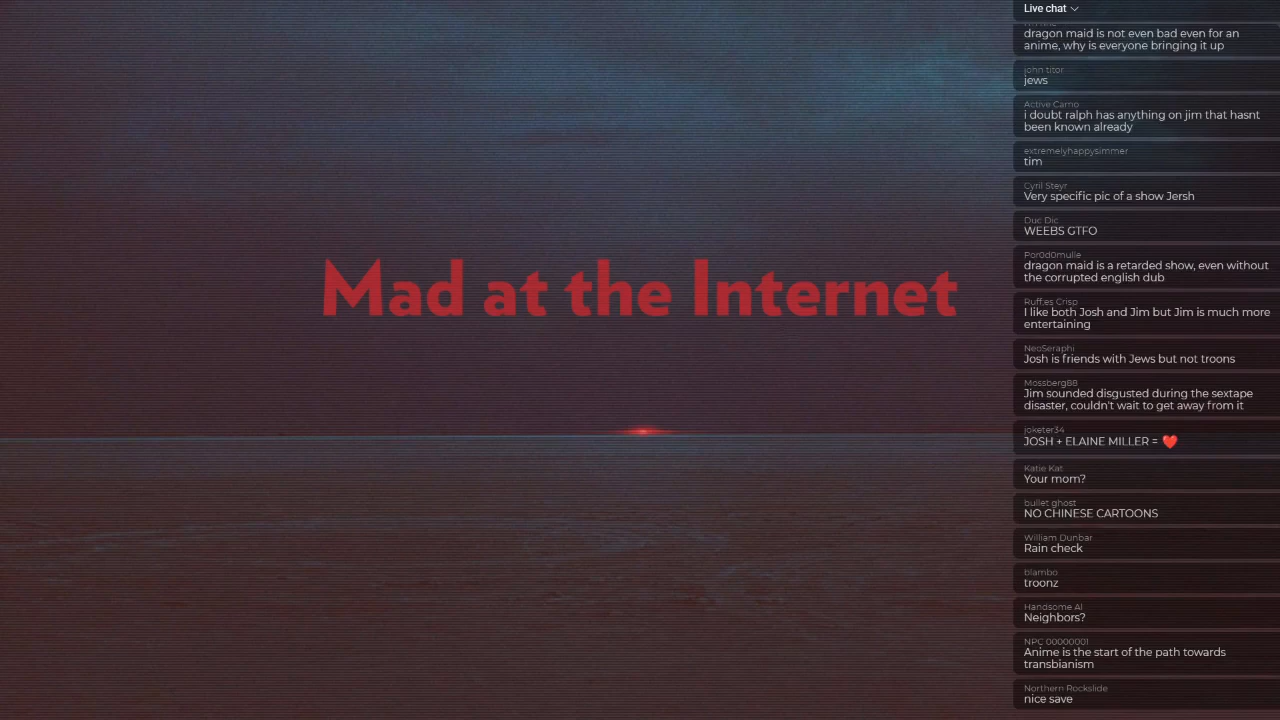 Live chat
dragon maid is not even bad even for an
anime, why is everyone bringing it up
john titor
jews
Active Camo
i doubt ralph has anything on jim that hasnt
been known already
extremelyhappysimmer
tim
Cyril Steyr
Very specific pic of a show Jersh
Duc Dic
WEEBS GTFO
Por0d0mulle
dragon maid is a retarded show, even without
the corrupted english dub
Mad at the Internet
Ruff,es Crisp
I like both Josh and Jim but Jim is much more
entertaining
NeoSeraphi
Josh is friends with Jews but not troons
Mossberg88
Jim sounded disgusted during the sextape
disaster, couldn't wait to get away from it
joketer34
JOSH + ELAINE MILLER = ❤️
Katie Kat
Your mom?
bullet ghost
NO CHINESE CARTOONS
William Dunbar
Rain check
blambo
troonz
Handsome Al
Neighbors?
NPC 00000001
Anime is the start of the path towards
transbianism
Northern Rockslide
nice save